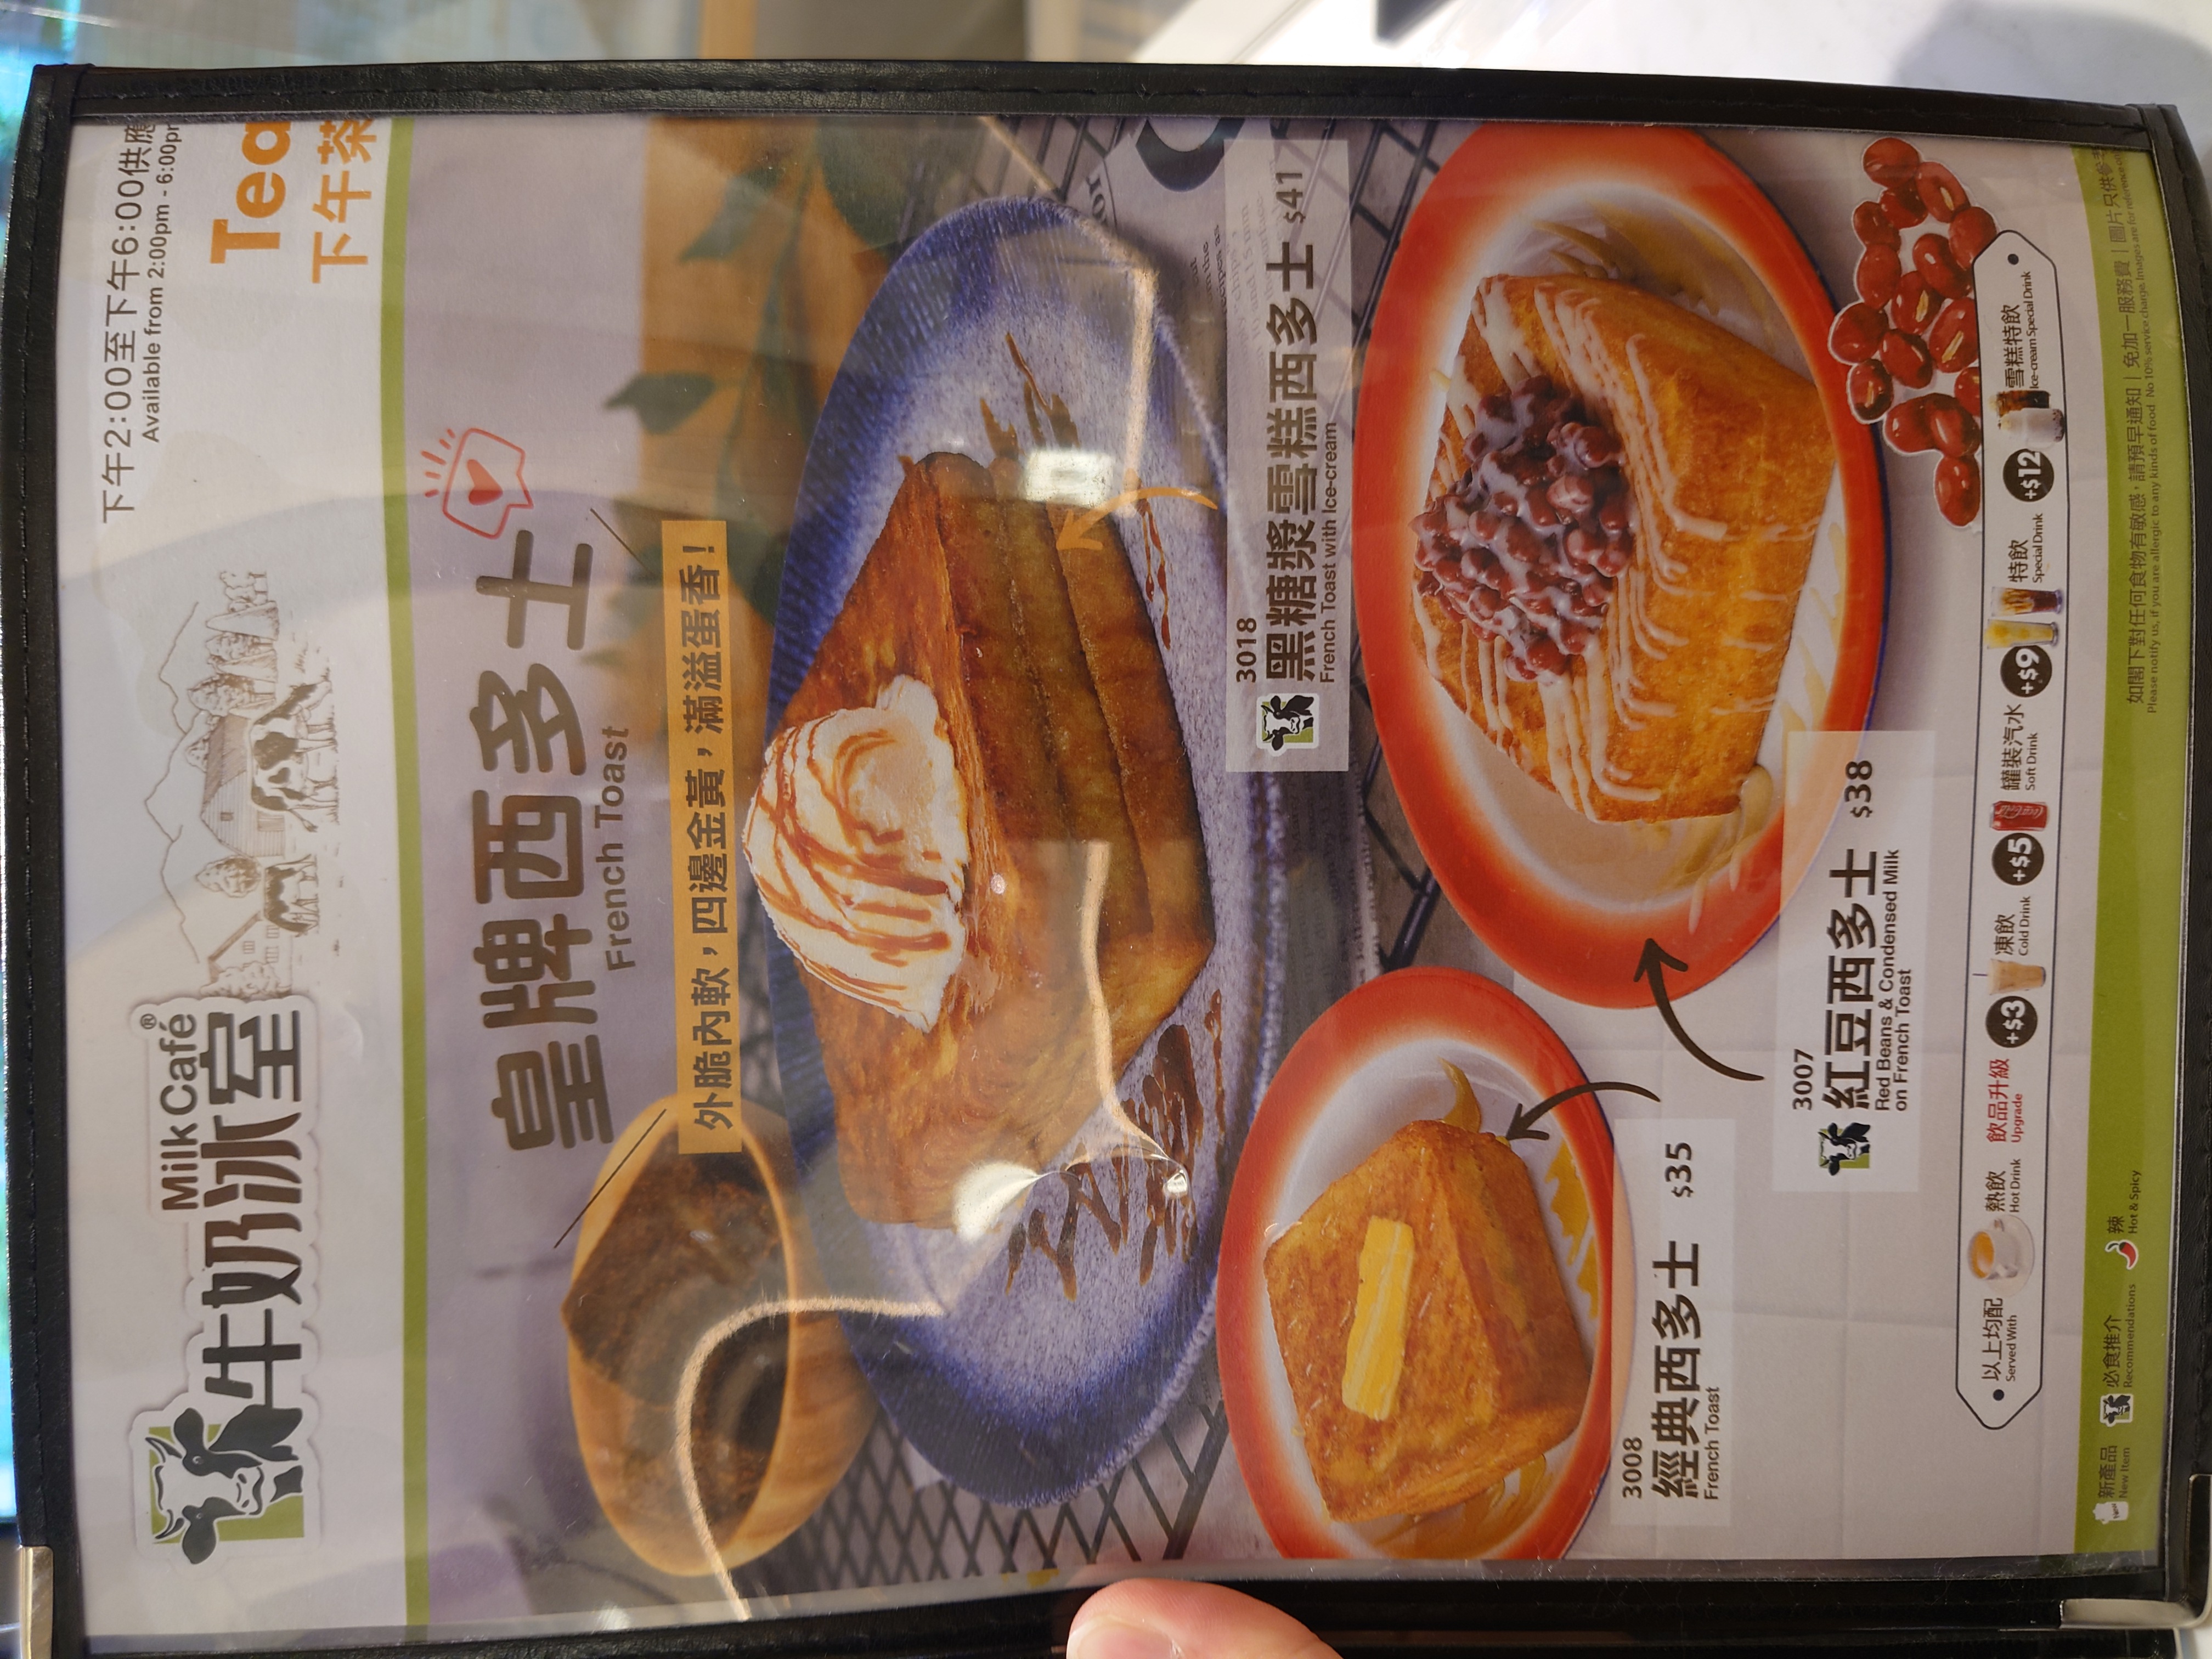 下午2:00至下午6:00供應
Available from 2:00pm - 6:00pm
Milk Café®
牛奶冰室
Tea
下午茶
皇牌西多士
French Toast
外脆內軟，四邊金黃，滿溢蛋香！
3018
黑糖漿雪糕西多士 $41
French Toast with Ice-cream
3008
經典西多士 $35
French Toast
3007
紅豆西多士 $38
Red Beans & Condensed Milk
on French Toast
以上均配 熱飲 飲品升級 +$3 凍飲 +$5 罐裝汽水 +$9 特飲 +$12 雪糕特飲
Served With Hot Drink Upgrade Cold Drink Soft Drink Special Drink Ice-cream Special Drink
新產品 必食推介 辣
New Item Recommendations Hot & Spicy
如閣下對任何食物有敏感，請預早通知｜免加一服務費｜圖片只供參考
Please notify us, if you are allergic to any kinds of food. No 10% service charge. Images are for reference